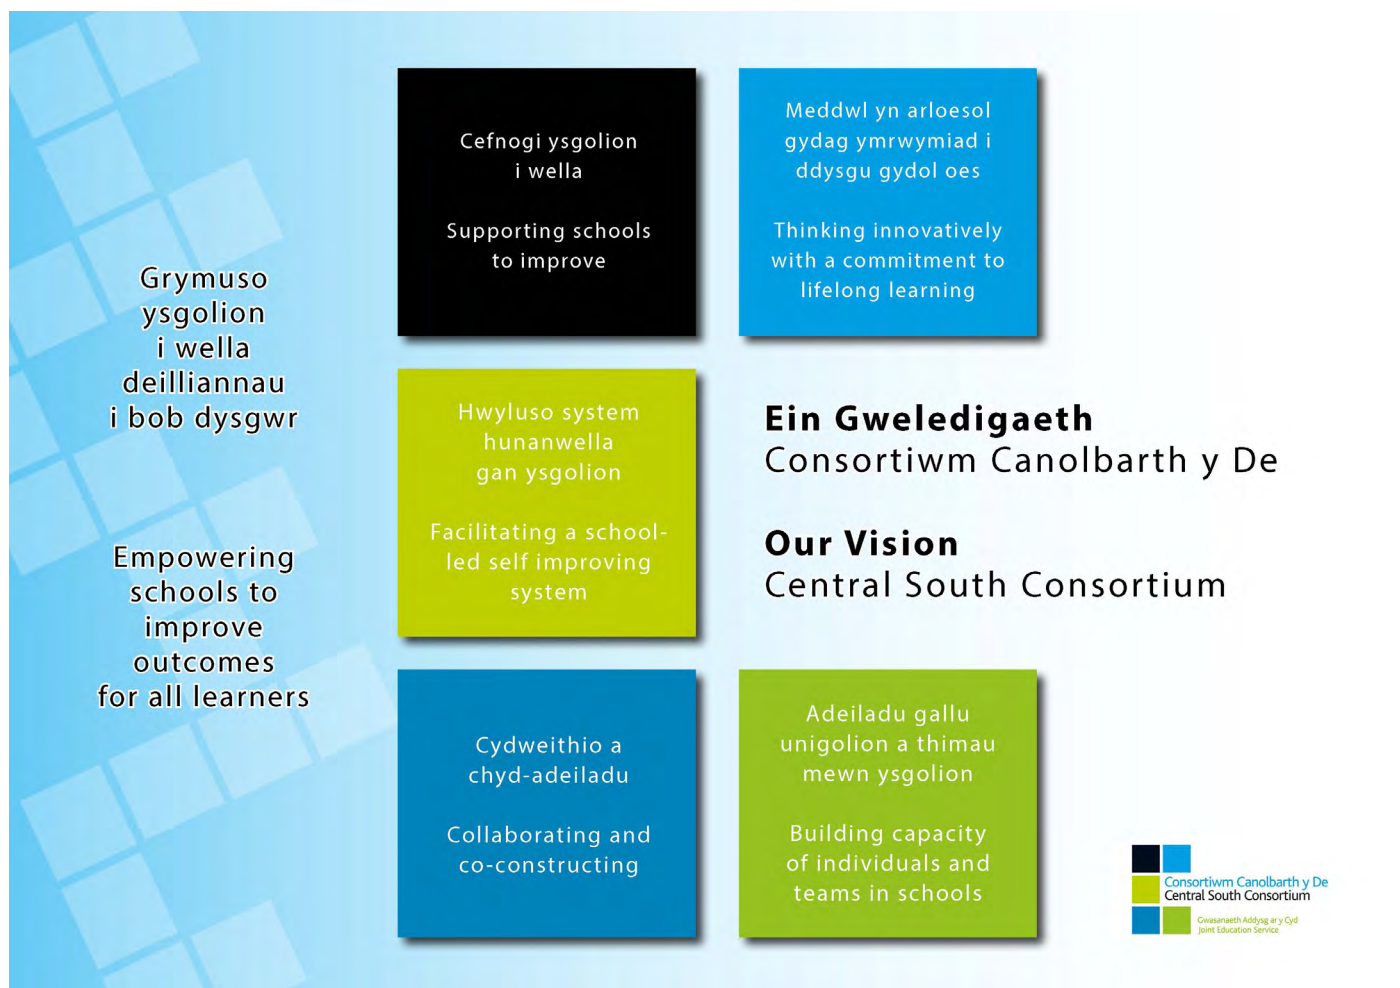 Grymuso
ysgolion
i wella
deilliannau
i bob dysgwr
Empowering
schools to
improve
outcomes
for all learners
Cefnogi ysgolion
i wella
Supporting schools
to improve
Meddwl yn arloesol
gydag ymrwymiad i
ddysgu gydol oes
Thinking innovatively
with a commitment to
lifelong learning
Hwyluso system
hunanwella
gan ysgolion
Facilitating a school-
led self improving
system
Ein Gweledigaeth
Consortiwm Canolbarth y De
Our Vision
Central South Consortium
Cydweithio a
chyd-adeiladu
Collaborating and
co-constructing
Adeiladu gallu
unigolion a thimau
mewn ysgolion
Building capacity
of individuals and
teams in schools
Consortiwm Canolbarth y De
Central South Consortium
Gwasanaeth Addysg ar y Cyd
Joint Education Service